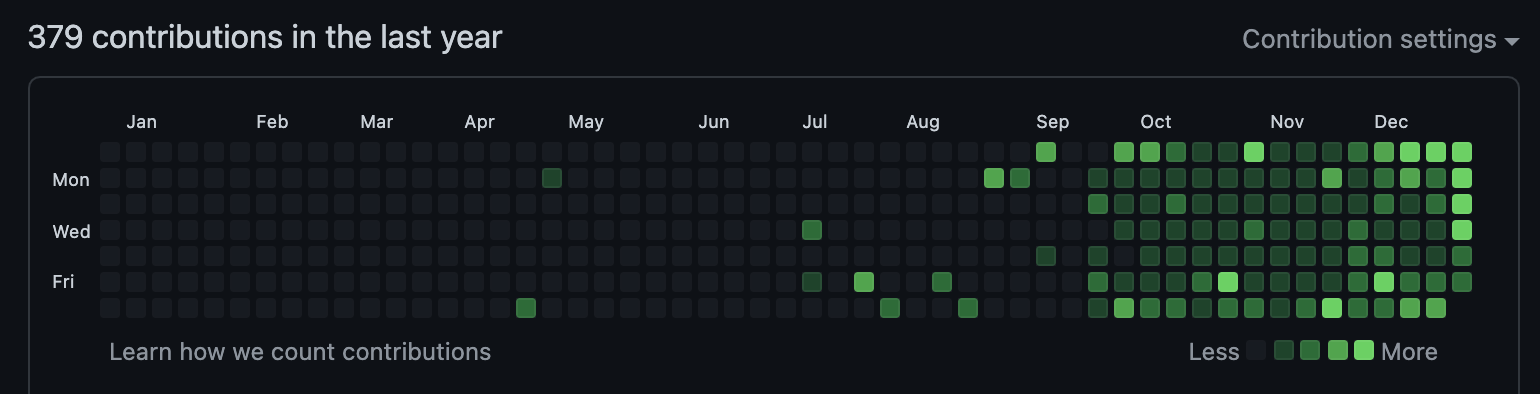 379 contributions in the last year
Contribution settings
Jan Feb Mar Apr May Jun Jul Aug Sep Oct Nov Dec
Mon
Wed
Fri
Learn how we count contributions
Less More